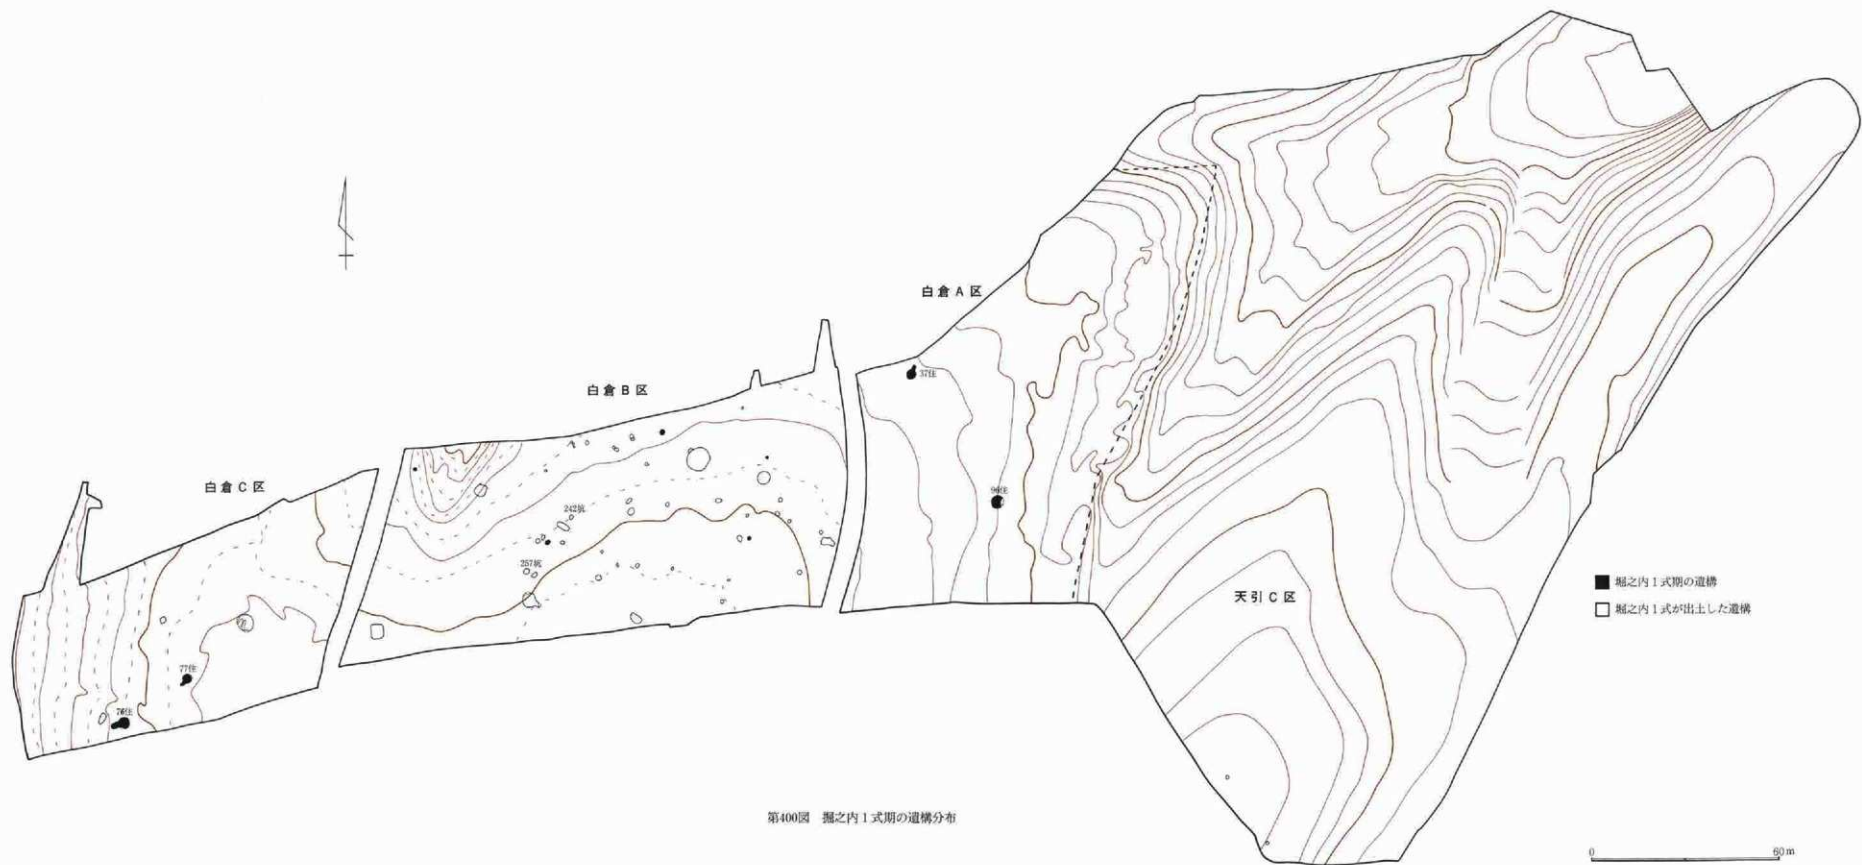 白倉A区
37住
白倉B区
96住
白倉C区
242坑
257坑
77住
76住
天引C区
堀之内1式期の遺構
堀之内1式が出土した遺構
第400図 堀之内1式期の遺構分布
0 60m